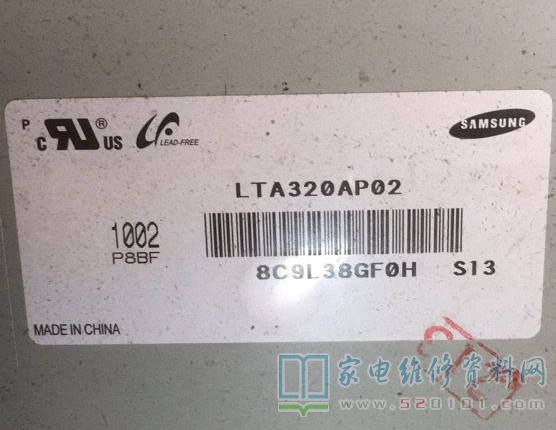 P
c RU ® US
LEAD-FREE
SAMSUNG
LTA320AP02
1002
P8BF
8C9L38GF0H S13
MADE IN CHINA
家电维修资料网
www.520101.com